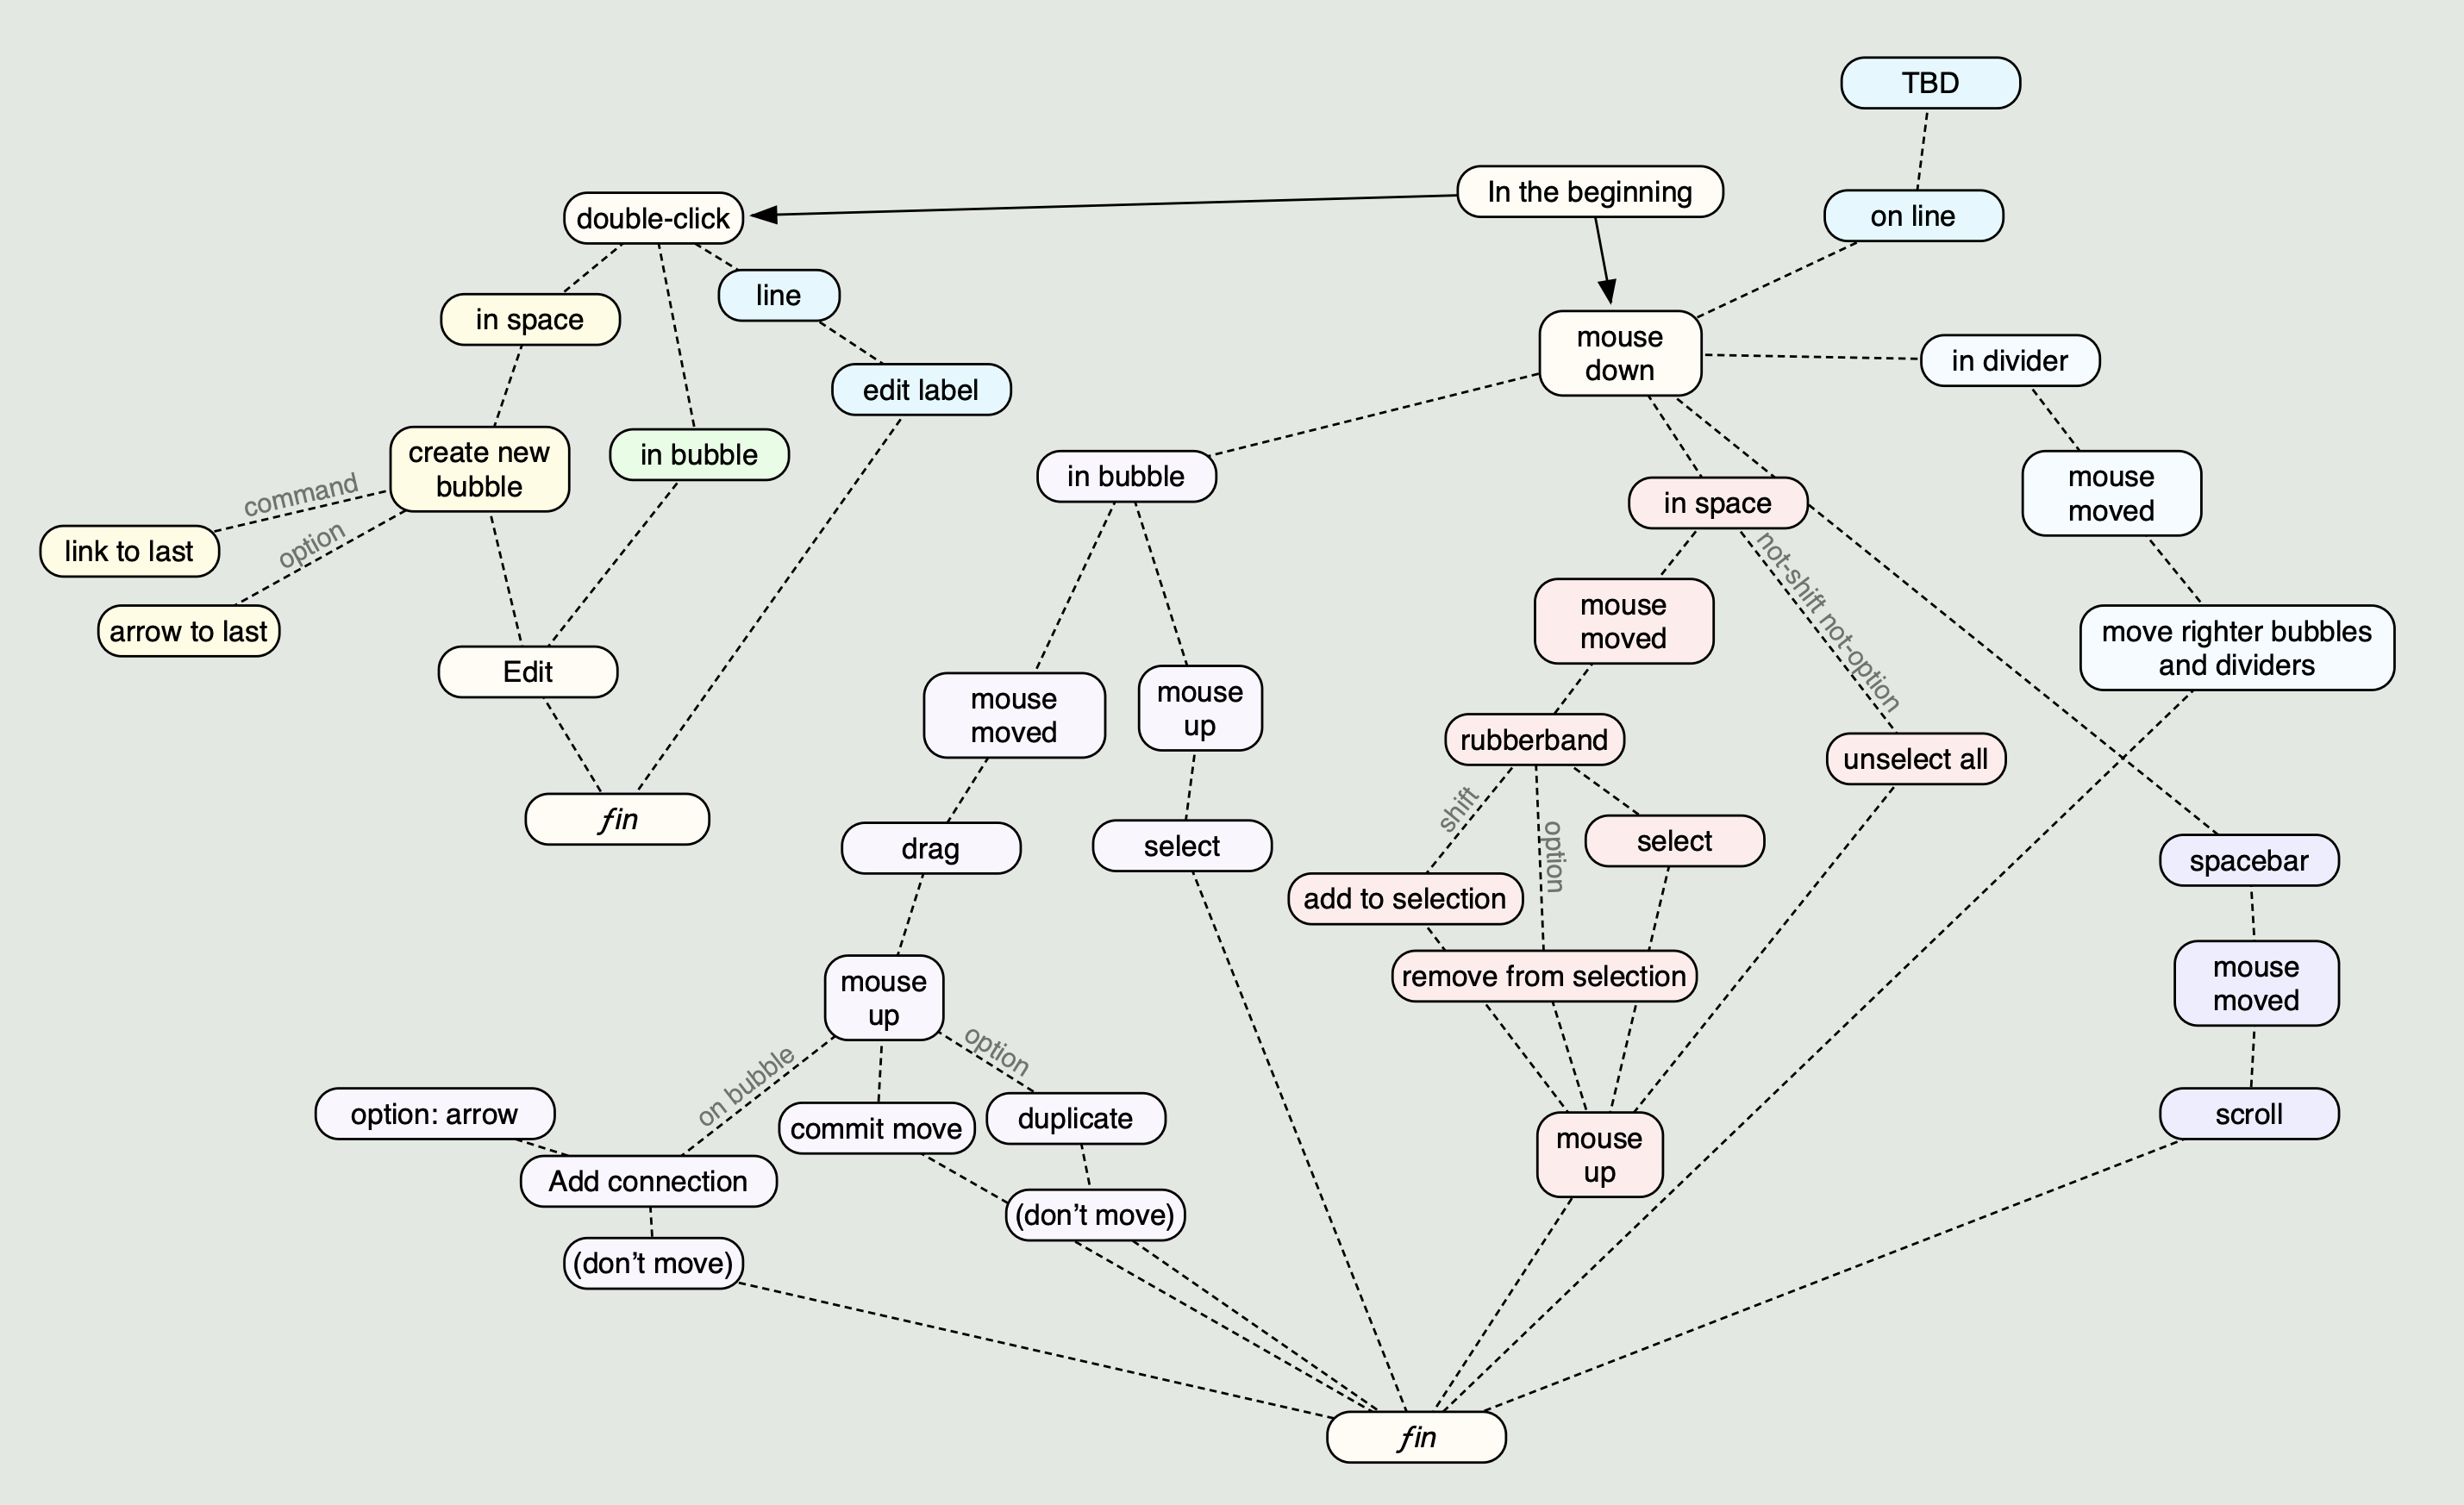 TBD
In the beginning
on line
double-click
line
in space
mouse
down
in divider
edit label
create new
bubble
in bubble
in bubble
mouse
moved
in space
command
link to last
option
arrow to last
not-shift not-option
mouse
moved
move righter bubbles
and dividers
Edit
mouse
moved
mouse
up
rubberband
unselect all
fin
shift
option
select
drag
select
spacebar
add to selection
mouse
up
remove from selection
mouse
moved
on bubble
option
option: arrow
commit move
duplicate
scroll
mouse
up
Add connection
(don’t move)
(don’t move)
fin